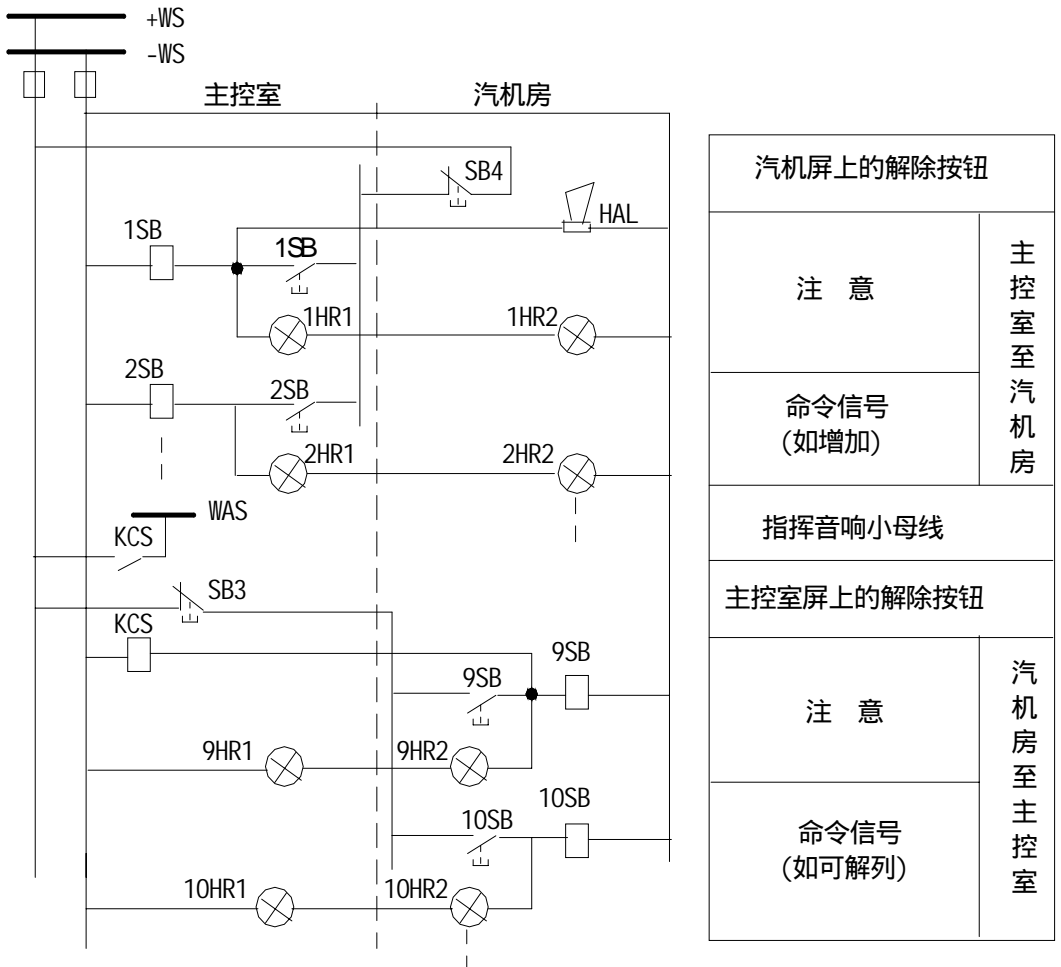 +WS
-WS
主控室
汽机房
SB4
HAL
1SB
1SB
1HR1
1HR2
2SB
2SB
2HR1
2HR2
WAS
KCS
SB3
KCS
9SB
9SB
9HR1
9HR2
10SB
10SB
10HR1
10HR2
汽机屏上的解除按钮
注 意
命令信号
(如增加)
主控室至汽机房
指挥音响小母线
主控室屏上的解除按钮
注 意
命令信号
(如可解列)
汽机房至主控室